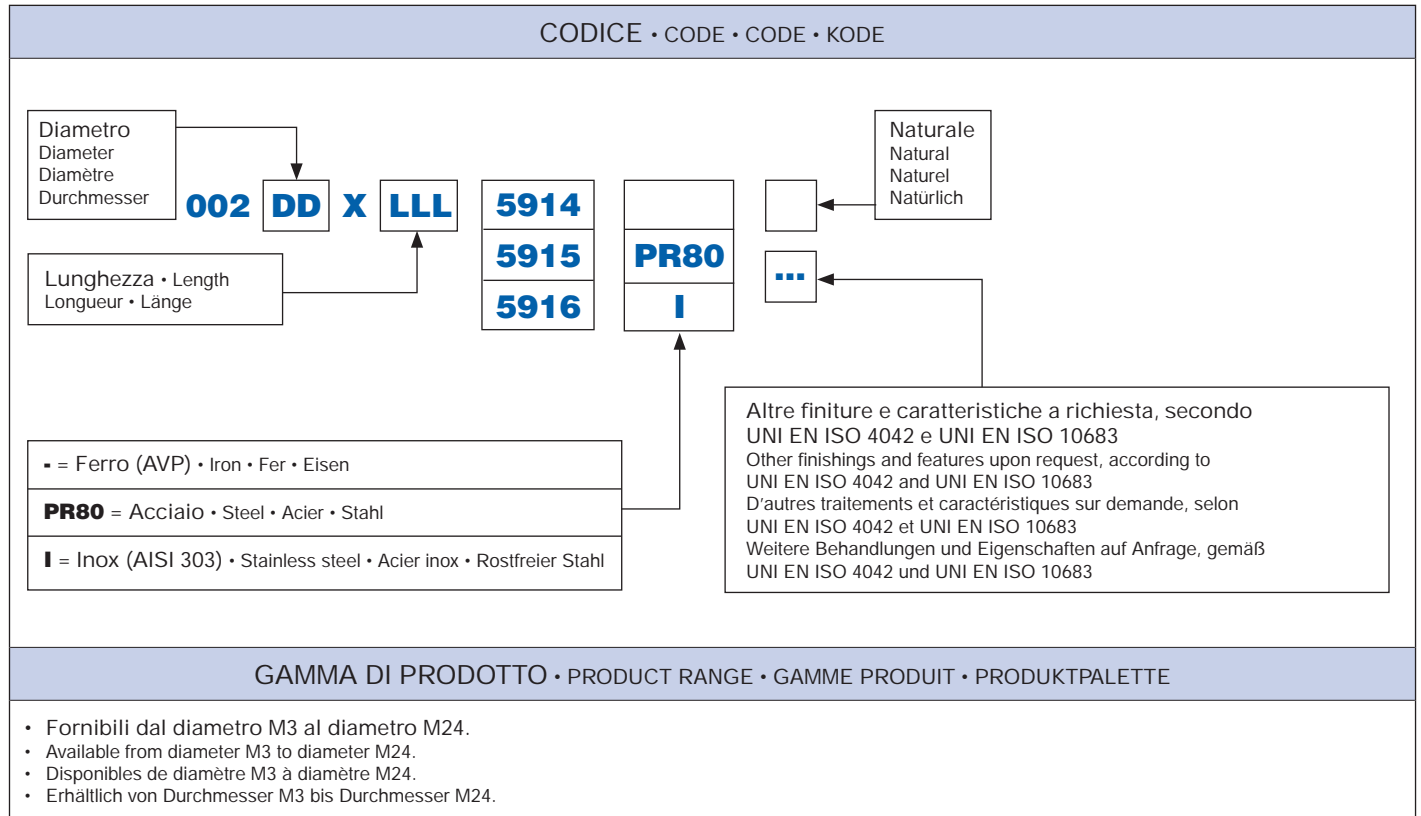 CODICE • CODE • CODE • KODE
Diametro
Diameter
Diamètre
Durchmesser
Naturale
Natural
Naturel
Natürlich
002 DD X LLL 5914
5915 PR80 ...
5916 I
Lunghezza • Length
Longueur • Länge
- = Ferro (AVP) • Iron • Fer • Eisen
PR80 = Acciaio • Steel • Acier • Stahl
I = Inox (AISI 303) • Stainless steel • Acier inox • Rostfreier Stahl
Altre finiture e caratteristiche a richiesta, secondo
UNI EN ISO 4042 e UNI EN ISO 10683
Other finishings and features upon request, according to
UNI EN ISO 4042 and UNI EN ISO 10683
D'autres traitements et caractéristiques sur demande, selon
UNI EN ISO 4042 et UNI EN ISO 10683
Weitere Behandlungen und Eigenschaften auf Anfrage, gemäß
UNI EN ISO 4042 und UNI EN ISO 10683
GAMMA DI PRODOTTO • PRODUCT RANGE • GAMME PRODUIT • PRODUKTPALETTE
• Fornibili dal diametro M3 al diametro M24.
• Available from diameter M3 to diameter M24.
• Disponibles de diamètre M3 à diamètre M24.
• Erhältlich von Durchmesser M3 bis Durchmesser M24.